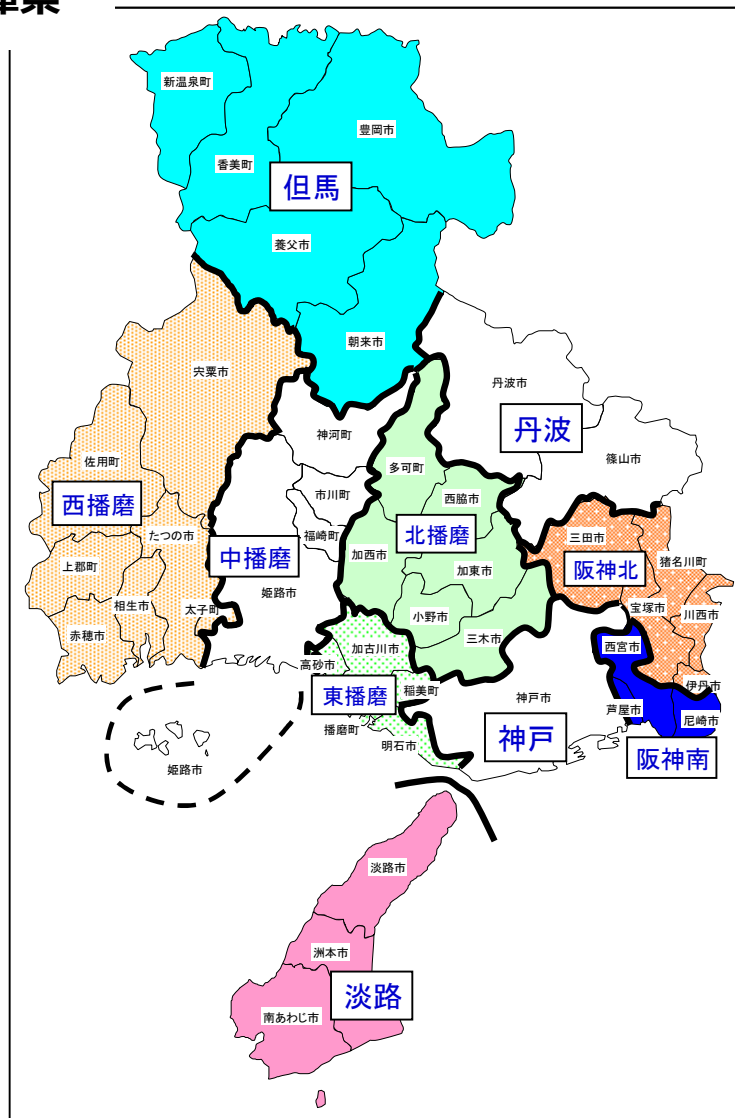 新温泉町
豊岡市
香美町
但馬
養父市
朝来市
宍粟市
丹波市
丹波
神河町
篠山市
佐用町
多可町
市川町
西脇市
西播磨
たつの市
福崎町
北播磨
三田市
中播磨
加西市
猪名川町
上郡町
加東市
阪神北
姫路市
相生市
太子町
小野市
宝塚市
川西市
赤穂市
三木市
加古川市
西宮市
高砂市
伊丹市
東播磨
稲美町
神戸市
芦屋市
尼崎市
播磨町
神戸
明石市
阪神南
姫路市
淡路市
洲本市
淡路
南あわじ市